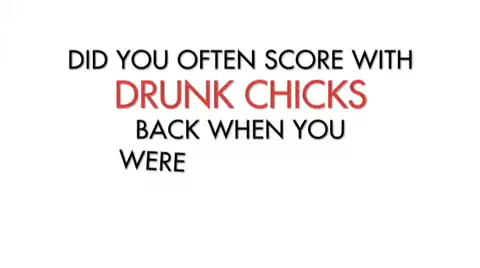 DID YOU OFTEN SCORE WITH
DRUNK CHICKS
BACK WHEN YOU
WERE